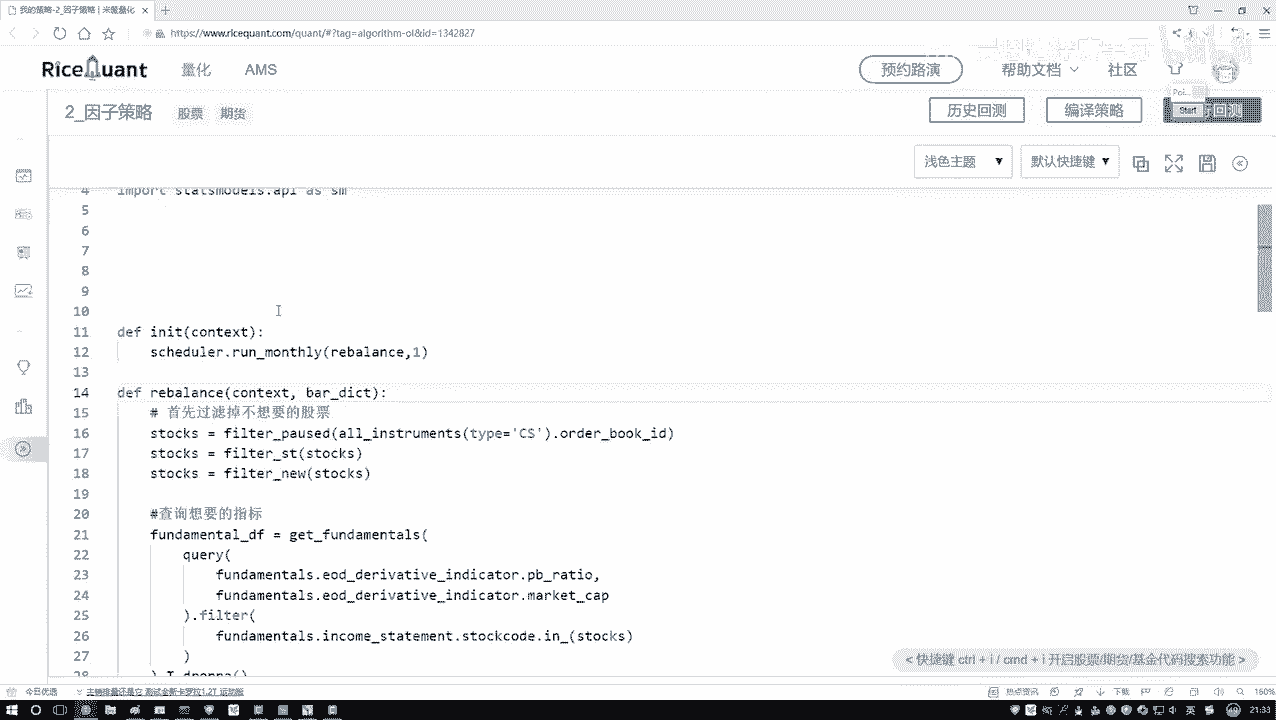 我的策略-2_因子策略 | 米筐量化
https://www.ricequant.com/quant/#?tag=algorithm-ol&id=1342827
RiceQuant 量化 AMS 预约路演 帮助文档 社区
2_因子策略 股票 期货 历史回测 编译策略
Start
浅色主题 默认快捷键
4 import statsmodels.api as sm
5
6
7
8
9
10
11 def init(context):
12 scheduler.run_monthly(rebalance,1)
13
14 def rebalance(context, bar_dict):
15 # 首先过滤掉不想要的股票
16 stocks = filter_paused(all_instruments(type='CS').order_book_id)
17 stocks = filter_st(stocks)
18 stocks = filter_new(stocks)
19
20 #查询想要的指标
21 fundamental_df = get_fundamentals(
22 query(
23 fundamentals.eod_derivative_indicator.pb_ratio,
24 fundamentals.eod_derivative_indicator.market_cap
25 ).filter(
26 fundamentals.income_statement.stockcode.in_(stocks)
27 )
28 ).T.dropna()
<快捷键 ctrl + i / cmd + i 开启股票/期货/基金代码搜索功能 >
今日优选 热点资讯 下载 160%
21:33